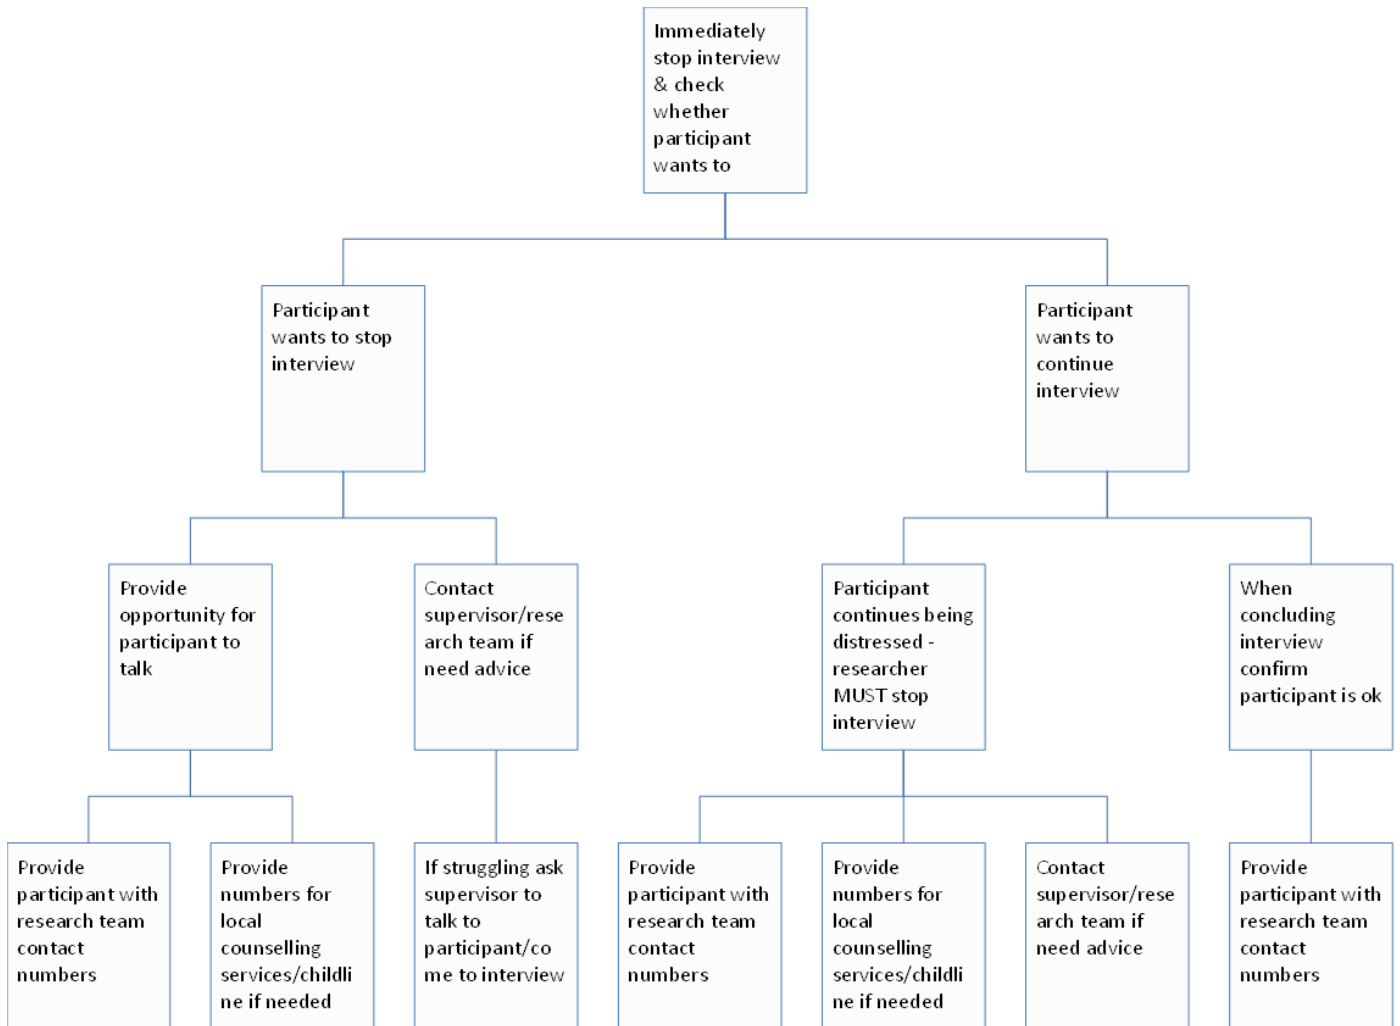 Immediately
stop interview
& check
whether
participant
wants to
Participant
wants to stop
interview
Participant
wants to
continue
interview
Provide
opportunity for
participant to
talk
Contact
supervisor/rese
arch team if
need advice
Participant
continues being
distressed -
researcher
MUST stop
interview
When
concluding
interview
confirm
participant is ok
Provide
participant with
research team
contact
numbers
Provide
numbers for
local
counselling
services/childli
ne if needed
If struggling ask
supervisor to
talk to
participant/co
me to interview
Provide
participant with
research team
contact
numbers
Provide
numbers for
local
counselling
services/childli
ne if needed
Contact
supervisor/rese
arch team if
need advice
Provide
participant with
research team
contact
numbers